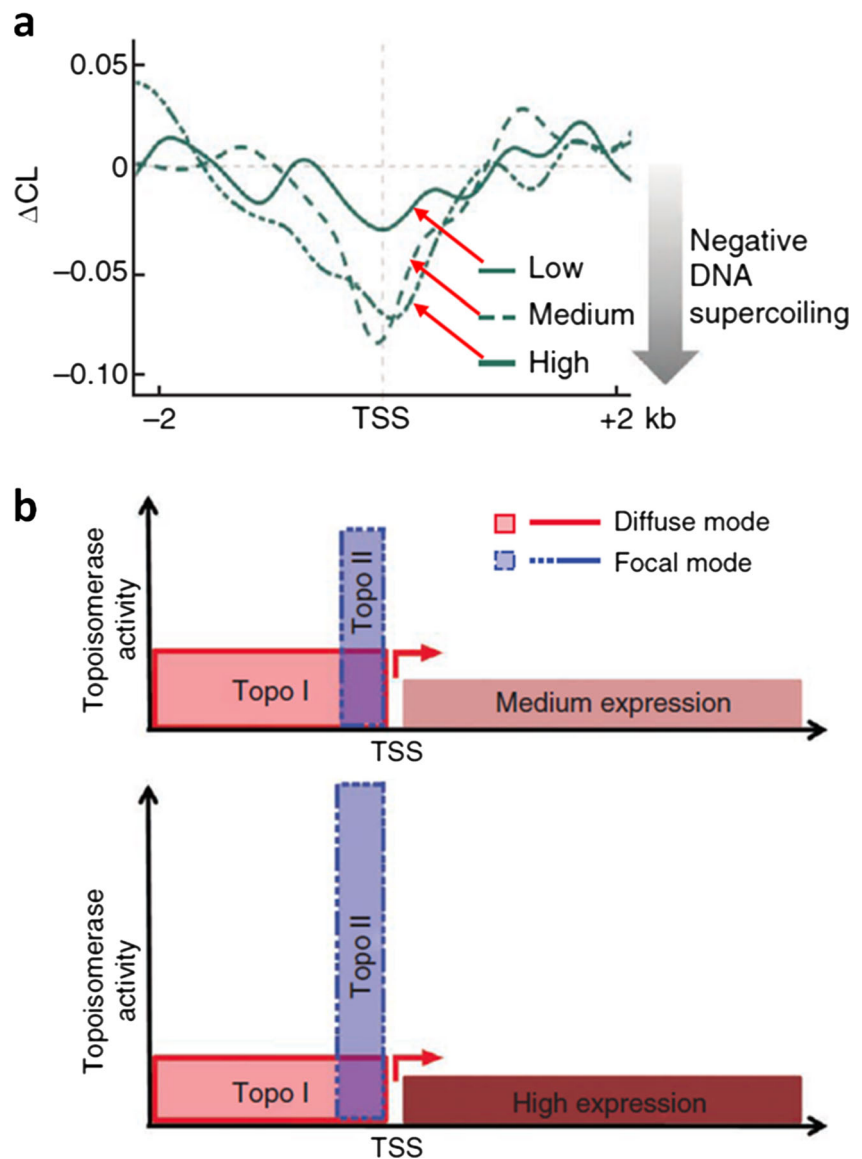 a
0.05
0
−0.05
−0.10
ΔCL
−2
TSS
+2 kb
Low
Medium
High
Negative
DNA
supercoiling
b
Diffuse mode
Focal mode
Topoisomerase
activity
Topo I
Topo II
Medium expression
TSS
Topoisomerase
activity
Topo I
Topo II
High expression
TSS